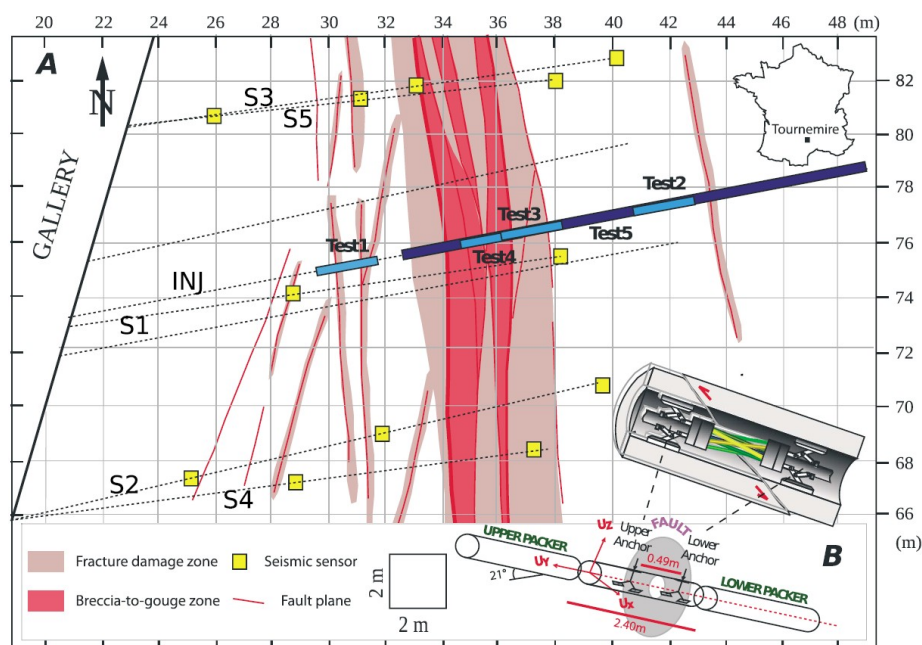 20 22 24 26 28 30 32 34 36 38 40 42 44 46 48 (m)
A
N
S3
S5
82
80
78
76
74
72
70
68
66
(m)
Tournemire
GALLERY
Test2
Test3
Test1
Test5
Test4
INJ
S1
S2
S4
Fracture damage zone
Seismic sensor
Breccia-to-gouge zone
Fault plane
2 m
2 m
B
UPPER PACKER
21°
UZ
UY
UX
Upper
Anchor
FAULT
Lower
Anchor
0.49m
2.40m
LOWER PACKER